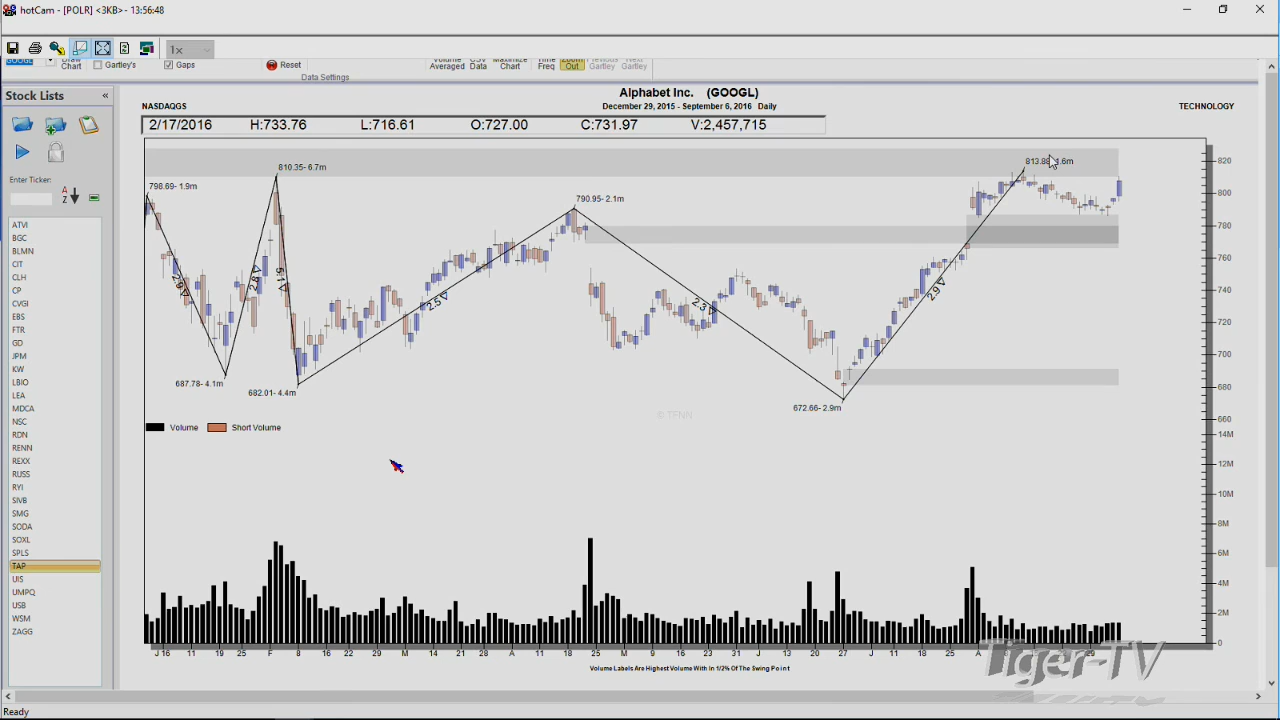 hotCam - [POLR] <3KB> - 13:56:48
1x
GOOGL
Draw
Chart
Gartley's
Gaps
Reset
Data Settings
Volume
Averaged
CSV
Data
Maximize
Chart
Time
Freq
Zoom
Out
Previous
Gartley
Next
Gartley
Stock Lists
«
Enter Ticker:
A
Z
ATVI
BGC
BLMN
CIT
CLH
CP
CVGI
EBS
FTR
GD
JPM
KW
LBIO
LEA
MDCA
NSC
RDN
RENN
REXX
RUSS
RYI
SIVB
SMG
SODA
SOXL
SPLS
TAP
UIS
UMPQ
USB
WSM
ZAGG
Alphabet Inc. (GOOGL)
NASDAQGS
December 29, 2015 - September 6, 2016 Daily
TECHNOLOGY
2/17/2016 H:733.76 L:716.61 O:727.00 C:731.97 V:2,457,715
798.69- 1.9m
810.35- 6.7m
790.95- 2.1m
687.78- 4.1m
682.01- 4.4m
672.66- 2.9m
© TFNN
820
800
780
760
740
720
700
680
660
14M
12M
10M
8M
6M
4M
2M
0
Volume
Short Volume
J 16 11 19 25 F 8 16 22 29 M 14 21 28 A 11 18 25 M 9 16 23 31 J 13 20 27 J 11 18 25 A 29
Volume Labels Are Highest Volume With In 1/2% Of The Swing Point
Tiger-TV
Ready